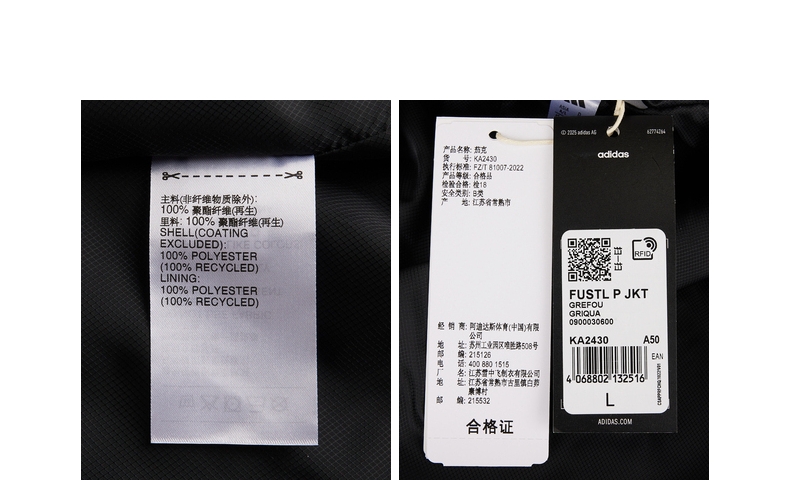 主料(非纤维物质除外):
100% 聚酯纤维(再生)
里料: 100% 聚酯纤维(再生)
SHELL(COATING
EXCLUDED):
100% POLYESTER
(100% RECYCLED)
LINING:
100% POLYESTER
(100% RECYCLED)
产品名称: 茄克
货 号: KA2430
执行标准: FZ/T 81007-2022
产品等级: 合格品
检验合格: 检18
安全类别: B类
产 地: 江苏省常熟市
经 销 商: 阿迪达斯体育(中国)有限
公司
地 址: 苏州工业园区唯胜路508号
邮 编: 215126
电 话: 400 880 1515
厂 名: 江苏雪中飞制衣有限公司
地 址: 江苏省常熟市古里镇白茆
康博村
邮 编: 215532
合格证
© 2025 adidas AG
62774264
adidas
RFID
FUSTL P JKT
GREFOU
GRIQUA
0900030600
KA2430 A50
EAN
4 068802 132516
L
ADIDAS.COM